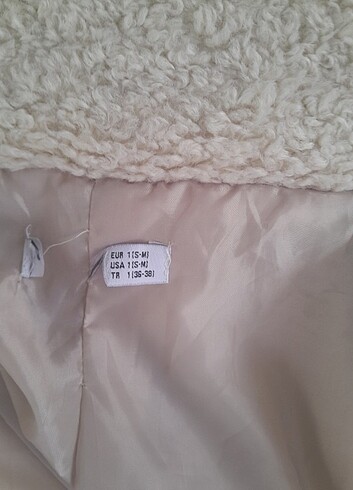 EUR 1(S-M)
USA 1(S-M)
TR 1(36-38)